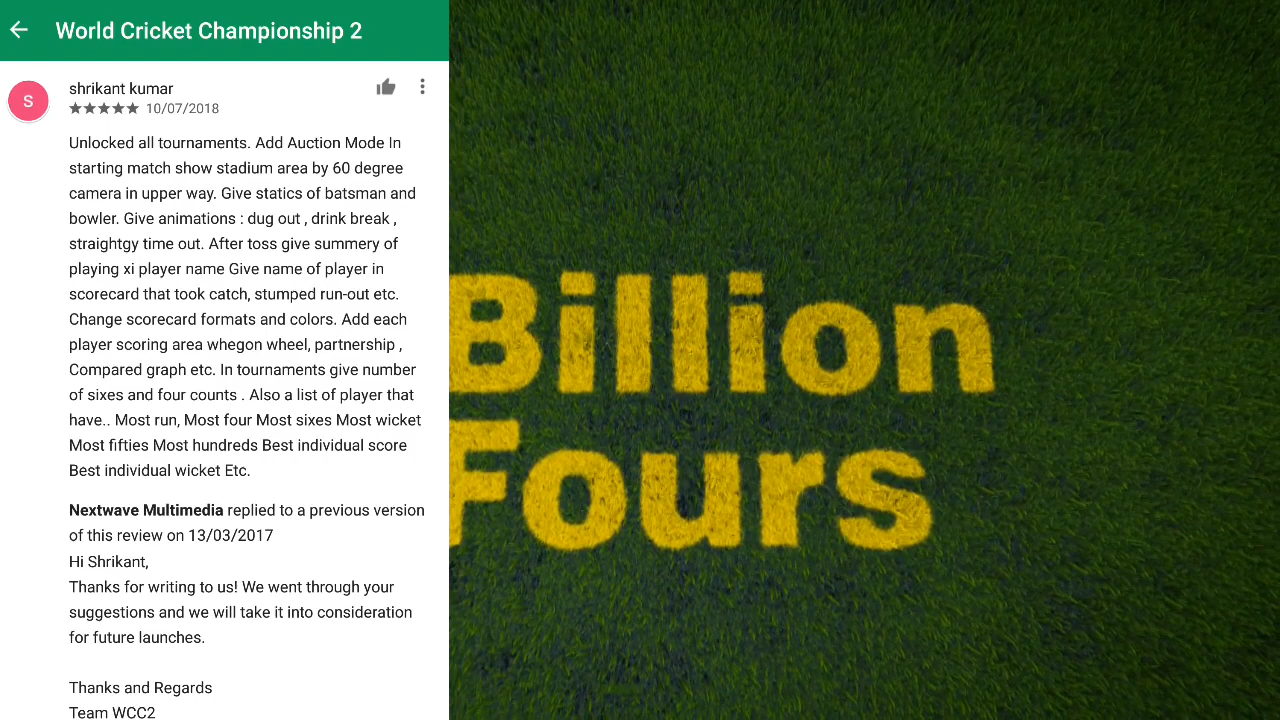 World Cricket Championship 2
S
shrikant kumar
10/07/2018
Unlocked all tournaments. Add Auction Mode In
starting match show stadium area by 60 degree
camera in upper way. Give statics of batsman and
bowler. Give animations : dug out , drink break ,
straightgy time out. After toss give summery of
playing xi player name Give name of player in
scorecard that took catch, stumped run-out etc.
Change scorecard formats and colors. Add each
player scoring area whegon wheel, partnership ,
Compared graph etc. In tournaments give number
of sixes and four counts . Also a list of player that
have.. Most run, Most four Most sixes Most wicket
Most fifties Most hundreds Best individual score
Best individual wicket Etc.
Nextwave Multimedia replied to a previous version
of this review on 13/03/2017
Hi Shrikant,
Thanks for writing to us! We went through your
suggestions and we will take it into consideration
for future launches.
Thanks and Regards
Team WCC2
Billion
Fours